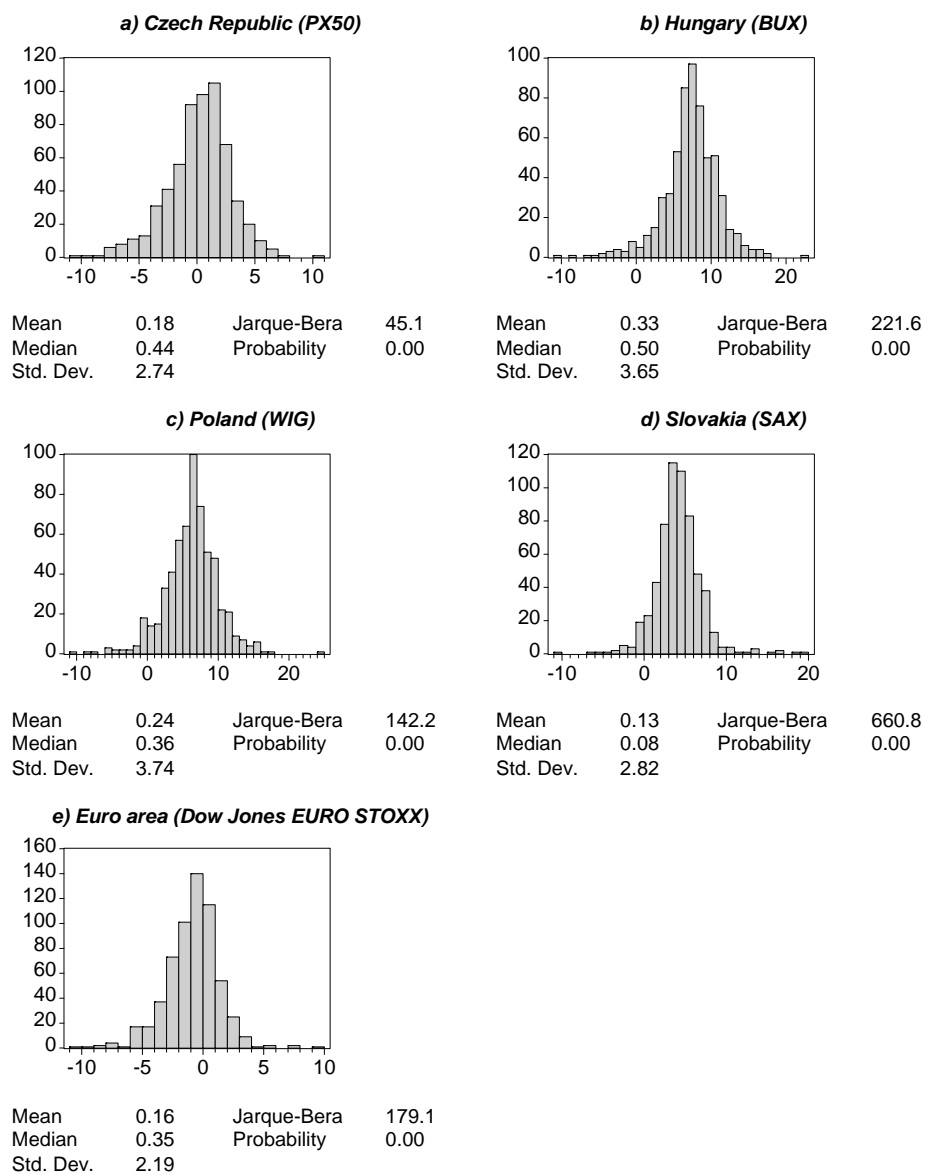 a) Czech Republic (PX50)
120
100
80
60
40
20
0
-10 -5 0 5 10
Mean 0.18 Jarque-Bera 45.1
Median 0.44 Probability 0.00
Std. Dev. 2.74
b) Hungary (BUX)
100
80
60
40
20
0
-10 0 10 20
Mean 0.33 Jarque-Bera 221.6
Median 0.50 Probability 0.00
Std. Dev. 3.65
c) Poland (WIG)
100
80
60
40
20
0
-10 0 10 20
Mean 0.24 Jarque-Bera 142.2
Median 0.36 Probability 0.00
Std. Dev. 3.74
d) Slovakia (SAX)
120
100
80
60
40
20
0
-10 0 10 20
Mean 0.13 Jarque-Bera 660.8
Median 0.08 Probability 0.00
Std. Dev. 2.82
e) Euro area (Dow Jones EURO STOXX)
160
140
120
100
80
60
40
20
0
-10 -5 0 5 10
Mean 0.16 Jarque-Bera 179.1
Median 0.35 Probability 0.00
Std. Dev. 2.19